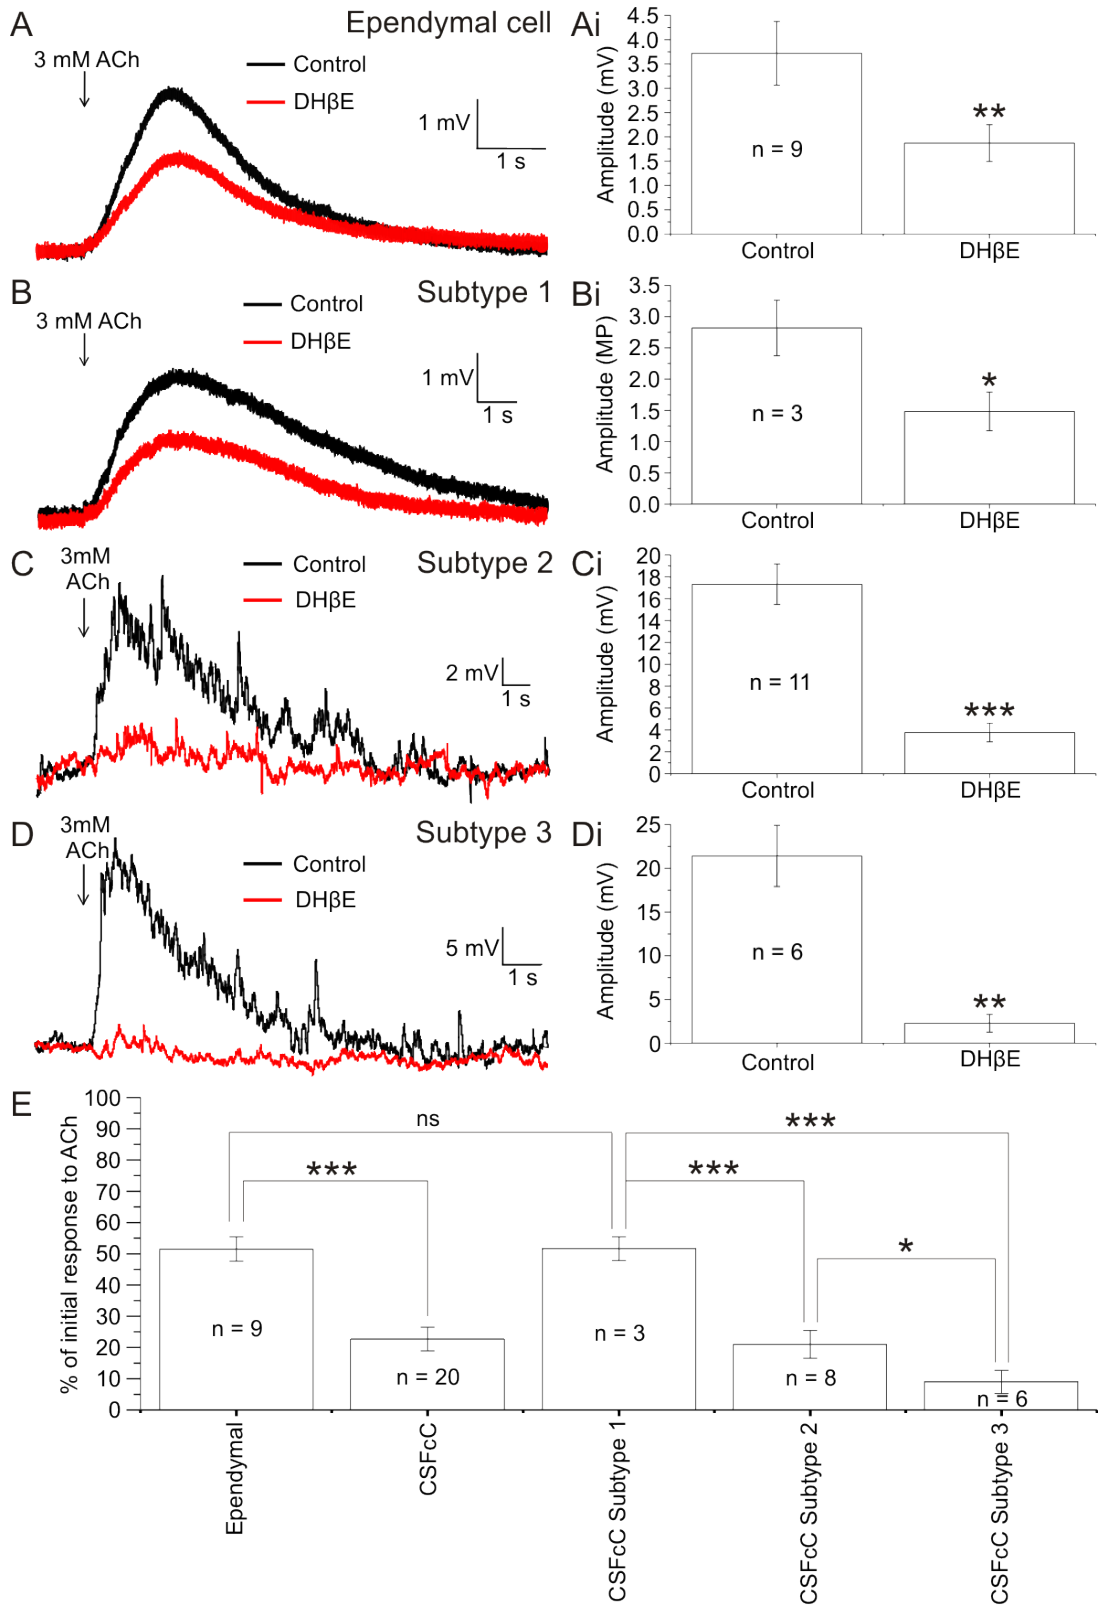 A
Ependymal cell
3 mM ACh
Control
DHβE
1 mV
1 s
Ai
Amplitude (mV)
4.5
4.0
3.5
3.0
2.5
2.0
1.5
1.0
0.5
0.0
n = 9
**
Control
DHβE
B
Subtype 1
3 mM ACh
Control
DHβE
1 mV
1 s
Bi
Amplitude (MP)
3.5
3.0
2.5
2.0
1.5
1.0
0.5
0.0
n = 3
*
Control
DHβE
C
Subtype 2
3mM
ACh
Control
DHβE
2 mV
1 s
Ci
Amplitude (mV)
20
18
16
14
12
10
8
6
4
2
0
n = 11
***
Control
DHβE
D
Subtype 3
3mM
ACh
Control
DHβE
5 mV
1 s
Di
Amplitude (mV)
25
20
15
10
5
0
n = 6
**
Control
DHβE
E
% of initial response to ACh
100
90
80
70
60
50
40
30
20
10
0
ns
***
***
***
*
n = 9
n = 20
n = 3
n = 8
n = 6
Ependymal
CSFcC
CSFcC Subtype 1
CSFcC Subtype 2
CSFcC Subtype 3